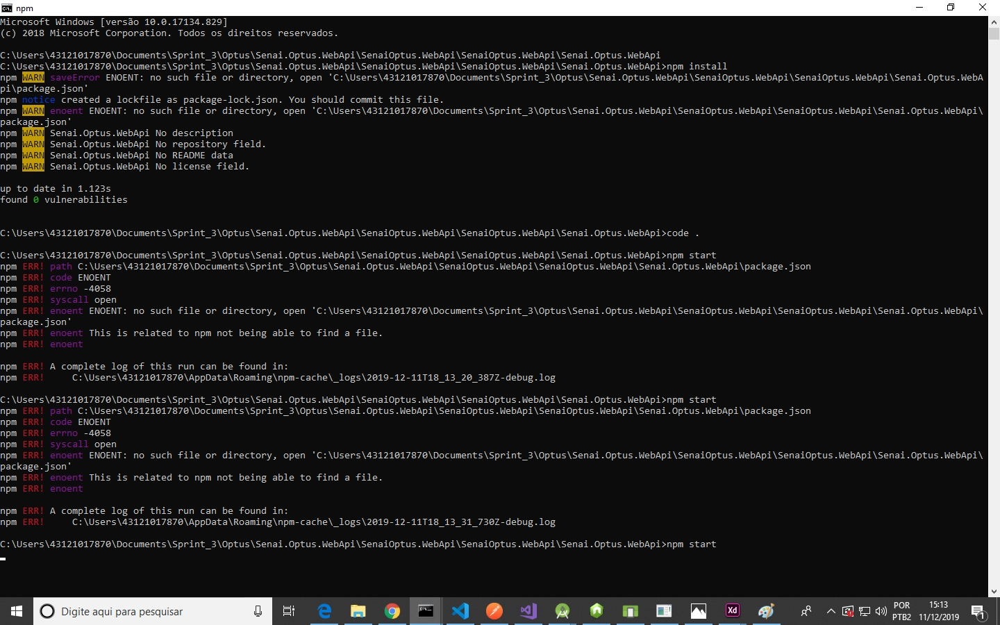 npm
Microsoft Windows [versão 10.0.17134.829]
(c) 2018 Microsoft Corporation. Todos os direitos reservados.
C:\Users\43121017870\Documents\Sprint_3\Optus\Senai.Optus.WebApi\SenaiOptus.WebApi\SenaiOptus.WebApi\Senai.Optus.WebApi
C:\Users\43121017870\Documents\Sprint_3\Optus\Senai.Optus.WebApi\SenaiOptus.WebApi\SenaiOptus.WebApi\Senai.Optus.WebApi>npm install
npm WARN saveError ENOENT: no such file or directory, open 'C:\Users\43121017870\Documents\Sprint_3\Optus\Senai.Optus.WebApi\SenaiOptus.WebApi\SenaiOptus.WebApi\Senai.Optus.WebA
pi\package.json'
npm notice created a lockfile as package-lock.json. You should commit this file.
npm WARN enoent ENOENT: no such file or directory, open 'C:\Users\43121017870\Documents\Sprint_3\Optus\Senai.Optus.WebApi\SenaiOptus.WebApi\SenaiOptus.WebApi\Senai.Optus.WebApi\
package.json'
npm WARN Senai.Optus.WebApi No description
npm WARN Senai.Optus.WebApi No repository field.
npm WARN Senai.Optus.WebApi No README data
npm WARN Senai.Optus.WebApi No license field.
up to date in 1.123s
found 0 vulnerabilities
C:\Users\43121017870\Documents\Sprint_3\Optus\Senai.Optus.WebApi\SenaiOptus.WebApi\SenaiOptus.WebApi\Senai.Optus.WebApi>code .
C:\Users\43121017870\Documents\Sprint_3\Optus\Senai.Optus.WebApi\SenaiOptus.WebApi\SenaiOptus.WebApi\Senai.Optus.WebApi>npm start
npm ERR! path C:\Users\43121017870\Documents\Sprint_3\Optus\Senai.Optus.WebApi\SenaiOptus.WebApi\SenaiOptus.WebApi\Senai.Optus.WebApi\package.json
npm ERR! code ENOENT
npm ERR! errno -4058
npm ERR! syscall open
npm ERR! enoent ENOENT: no such file or directory, open 'C:\Users\43121017870\Documents\Sprint_3\Optus\Senai.Optus.WebApi\SenaiOptus.WebApi\SenaiOptus.WebApi\Senai.Optus.WebApi\
package.json'
npm ERR! enoent This is related to npm not being able to find a file.
npm ERR! enoent
npm ERR! A complete log of this run can be found in:
npm ERR!     C:\Users\43121017870\AppData\Roaming\npm-cache\_logs\2019-12-11T18_13_20_387Z-debug.log
C:\Users\43121017870\Documents\Sprint_3\Optus\Senai.Optus.WebApi\SenaiOptus.WebApi\SenaiOptus.WebApi\Senai.Optus.WebApi>npm start
npm ERR! path C:\Users\43121017870\Documents\Sprint_3\Optus\Senai.Optus.WebApi\SenaiOptus.WebApi\SenaiOptus.WebApi\Senai.Optus.WebApi\package.json
npm ERR! code ENOENT
npm ERR! errno -4058
npm ERR! syscall open
npm ERR! enoent ENOENT: no such file or directory, open 'C:\Users\43121017870\Documents\Sprint_3\Optus\Senai.Optus.WebApi\SenaiOptus.WebApi\SenaiOptus.WebApi\Senai.Optus.WebApi\
package.json'
npm ERR! enoent This is related to npm not being able to find a file.
npm ERR! enoent
npm ERR! A complete log of this run can be found in:
npm ERR!     C:\Users\43121017870\AppData\Roaming\npm-cache\_logs\2019-12-11T18_13_31_730Z-debug.log
C:\Users\43121017870\Documents\Sprint_3\Optus\Senai.Optus.WebApi\SenaiOptus.WebApi\SenaiOptus.WebApi\Senai.Optus.WebApi>npm start
Digite aqui para pesquisar
Xd
POR
PTB2
15:13
11/12/2019
1